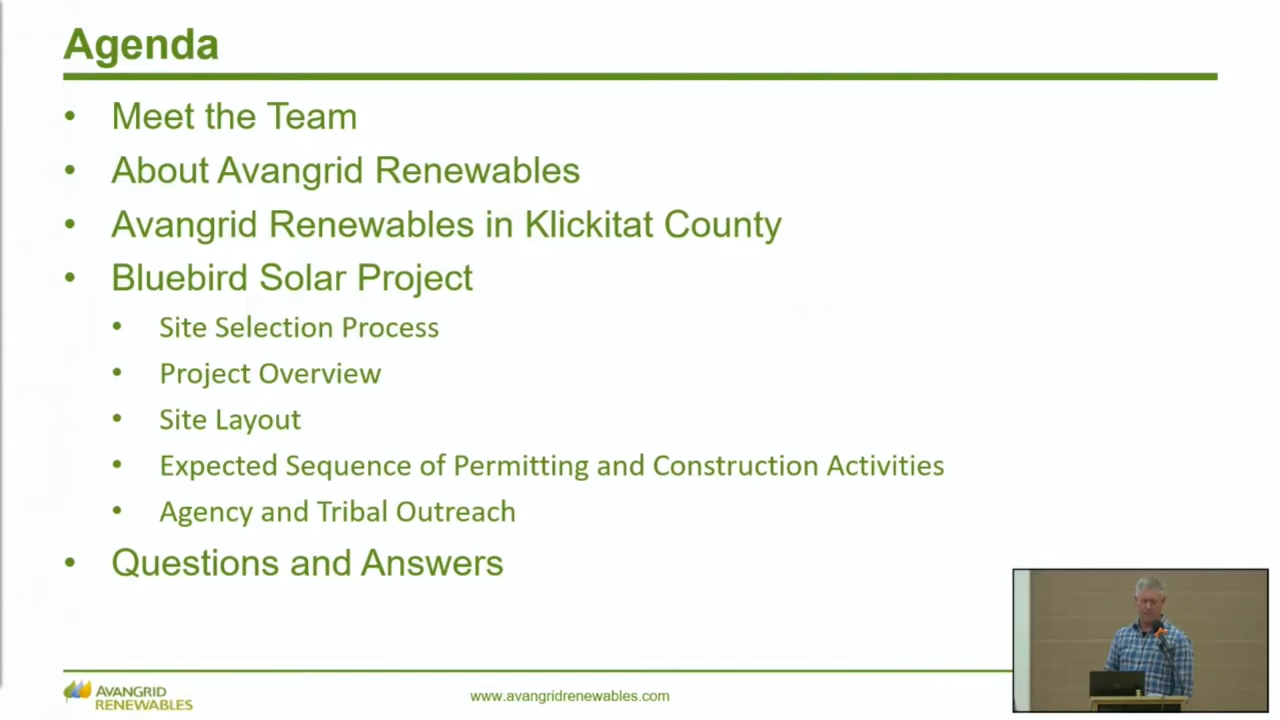 Agenda
• Meet the Team
• About Avangrid Renewables
• Avangrid Renewables in Klickitat County
• Bluebird Solar Project
• Site Selection Process
• Project Overview
• Site Layout
• Expected Sequence of Permitting and Construction Activities
• Agency and Tribal Outreach
• Questions and Answers
AVANGRID
RENEWABLES
www.avangridrenewables.com